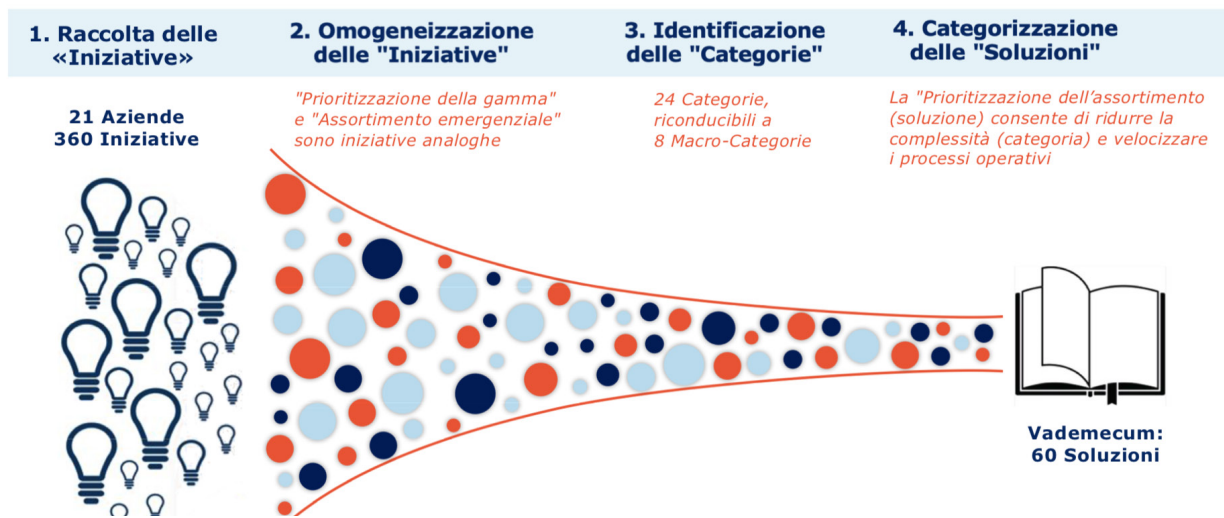 1. Raccolta delle
«Iniziative»
21 Aziende
360 Iniziative
2. Omogeneizzazione
delle "Iniziative"
"Prioritizzazione della gamma"
e "Assortimento emergenziale"
sono iniziative analoghe
3. Identificazione
delle "Categorie"
24 Categorie,
riconducibili a
8 Macro-Categorie
4. Categorizzazione
delle "Soluzioni"
La "Prioritizzazione dell’assortimento
(soluzione) consente di ridurre la
complessità (categoria) e velocizzare
i processi operativi
Vademecum:
60 Soluzioni